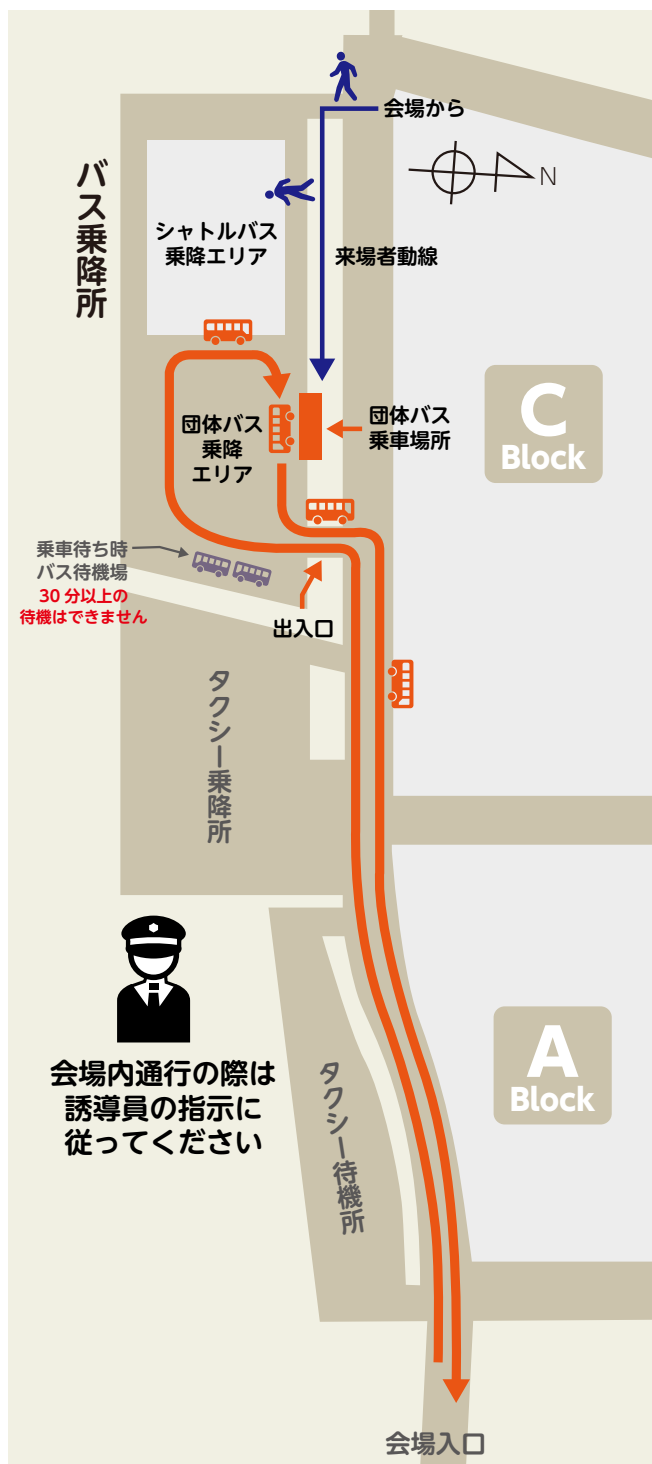 会場から
N
バス乗降所
シャトルバス
乗降エリア
来場者動線
団体バス
乗降
エリア
団体バス
乗車場所
C
Block
乗車待ち時
バス待機場
30分以上の
待機はできません
出入口
タクシー乗降所
会場内通行の際は
誘導員の指示に
従ってください
A
Block
タクシー待機所
会場入口